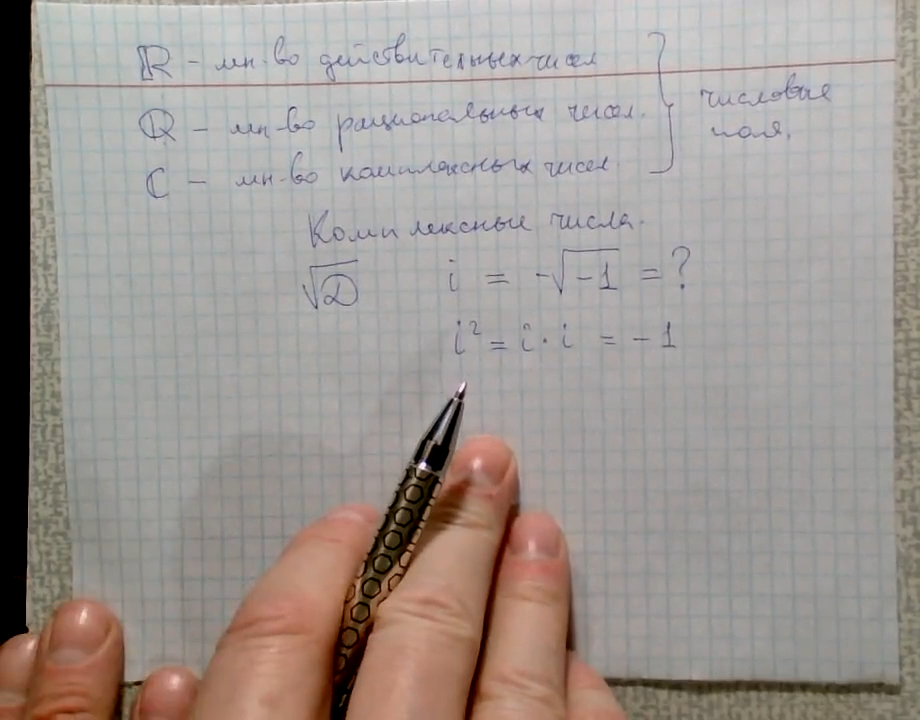 ℝ - мн-во действительных чисел
ℚ - мн-во рациональных чисел.
ℂ - мн-во комплексных чисел.
числовые
поля.
Комплексные числа.
√D i = √-1 = ?
i² = i · i = -1